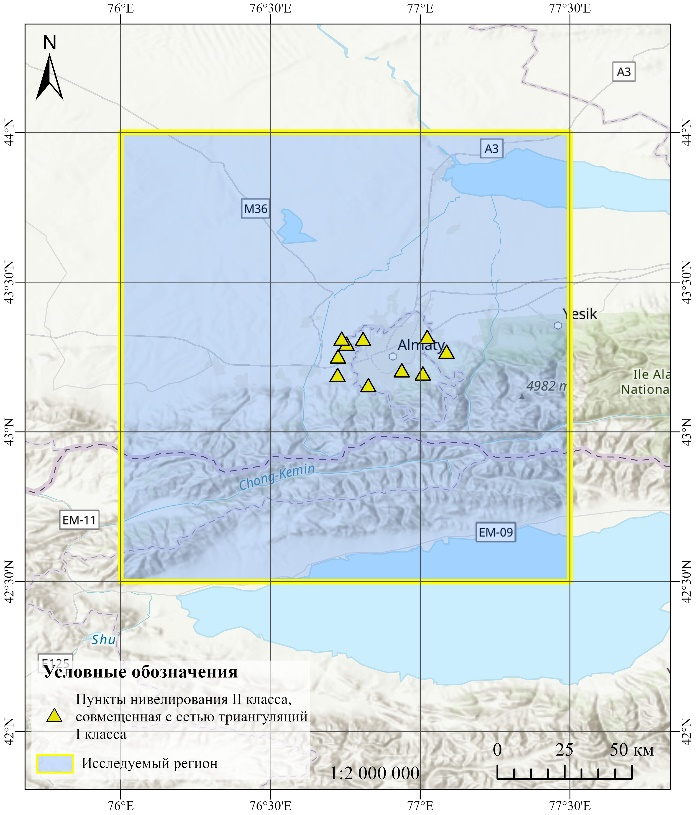 76°E 76°30'E 77°E 77°30'E
N
A3
44°N 44°N
A3
M36
43°30'N 43°30'N
Yesik
Almaty
4982 m
Ile Ala
Nationa
43°N 43°N
Chong-Kemin
EM-11
EM-09
42°30'N 42°30'N
Shu
E125
Условные обозначения
Пункты нивелирования II класса,
совмещенная с сетью триангуляций
I класса
42°N 42°N
Исследуемый регион
1:2 000 000
0 25 50 км
76°E 76°30'E 77°E 77°30'E